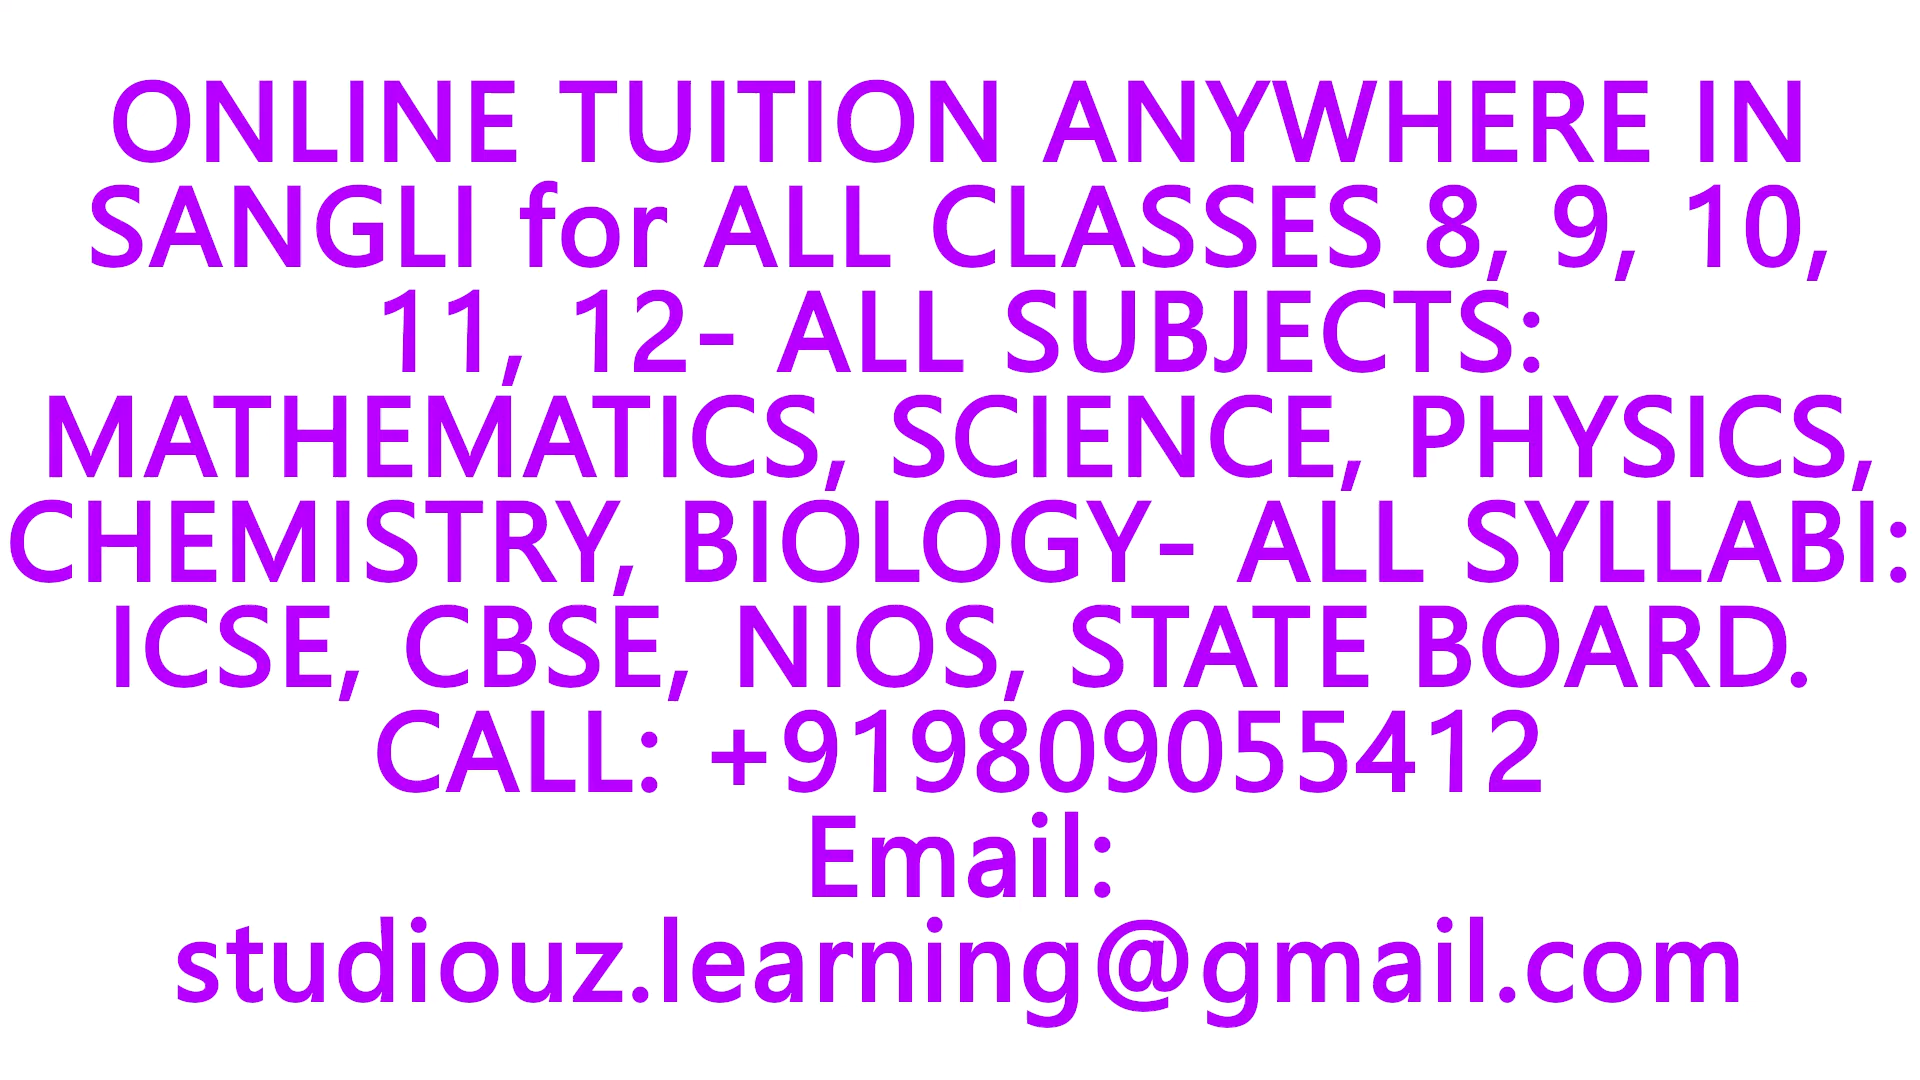 ONLINE TUITION ANYWHERE IN
SANGLI for ALL CLASSES 8, 9, 10,
11, 12- ALL SUBJECTS:
MATHEMATICS, SCIENCE, PHYSICS,
CHEMISTRY, BIOLOGY- ALL SYLLABI:
ICSE, CBSE, NIOS, STATE BOARD.
CALL: +919809055412
Email:
studiouz.learning@gmail.com